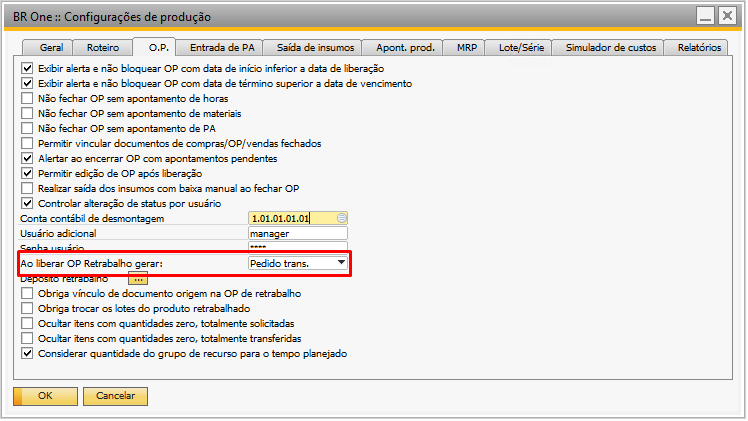 BR One :: Configurações de produção
Geral Roteiro O.P. Entrada de PA Saída de insumos Apont. prod. MRP Lote/Série Simulador de custos Relatórios
Exibir alerta e não bloquear OP com data de início inferior a data de liberação
Exibir alerta e não bloquear OP com data de término superior a data de vencimento
Não fechar OP sem apontamento de horas
Não fechar OP sem apontamento de materiais
Não fechar OP sem apontamento de PA
Permitir vincular documentos de compras/OP/vendas fechados
Alertar ao encerrar OP com apontamentos pendentes
Permitir edição de OP após liberação
Realizar saída dos insumos com baixa manual ao fechar OP
Controlar alteração de status por usuário
Conta contábil de desmontagem 1.01.01.01.01
Usuário adicional manager
Senha usuário ****
Ao liberar OP Retrabalho gerar: Pedido trans.
Depósito retrabalho ...
Obriga vínculo de documento origem na OP de retrabalho
Obriga trocar os lotes do produto retrabalhado
Ocultar itens com quantidades zero, totalmente solicitadas
Ocultar itens com quantidades zero, totalmente transferidas
Considerar quantidade do grupo de recurso para o tempo planejado
OK Cancelar